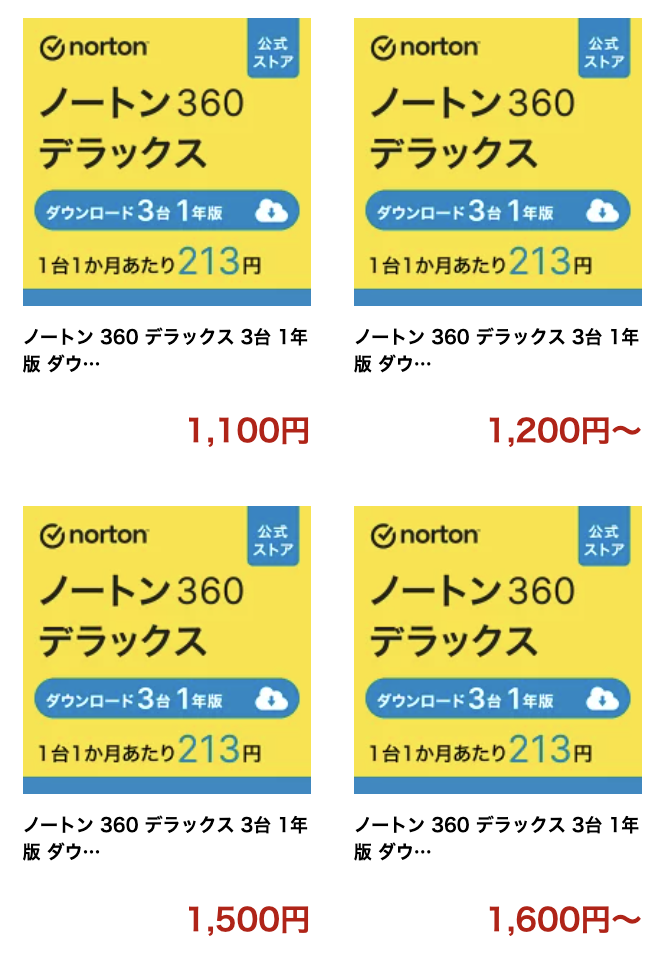 norton
公式
ストア
ノートン 360
デラックス
ダウンロード3台 1年版
1台1か月あたり213円
ノートン 360 デラックス 3台 1年
版 ダウ…
1,100円
norton
公式
ストア
ノートン 360
デラックス
ダウンロード3台 1年版
1台1か月あたり213円
ノートン 360 デラックス 3台 1年
版 ダウ…
1,200円〜
norton
公式
ストア
ノートン 360
デラックス
ダウンロード3台 1年版
1台1か月あたり213円
ノートン 360 デラックス 3台 1年
版 ダウ…
1,500円
norton
公式
ストア
ノートン 360
デラックス
ダウンロード3台 1年版
1台1か月あたり213円
ノートン 360 デラックス 3台 1年
版 ダウ…
1,600円〜